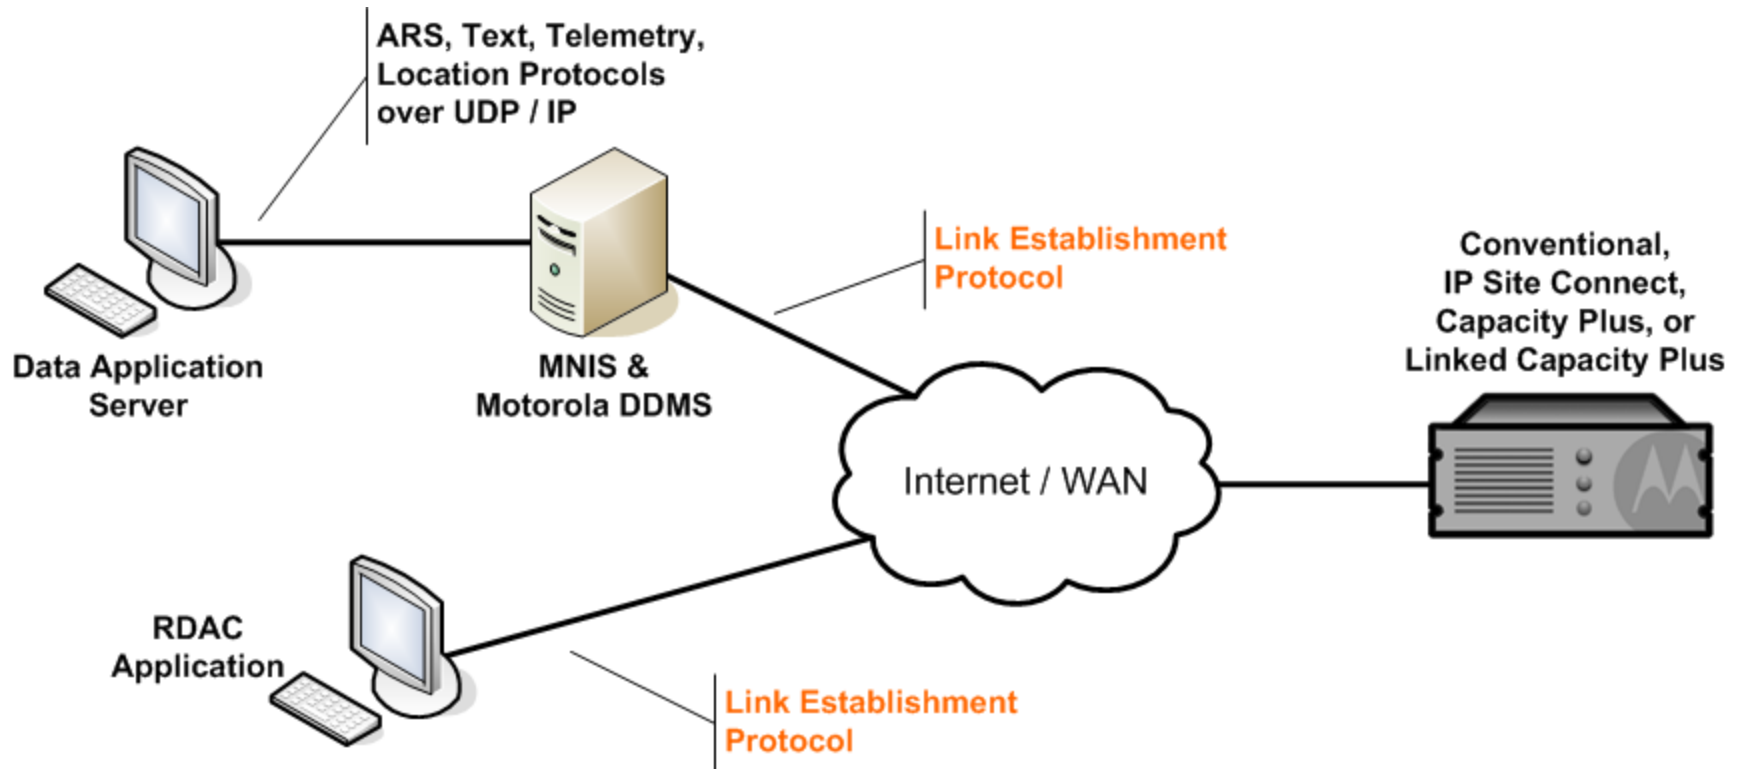 ARS, Text, Telemetry,
Location Protocols
over UDP / IP
Link Establishment
Protocol
Conventional,
IP Site Connect,
Capacity Plus, or
Linked Capacity Plus
Data Application
Server
MNIS &
Motorola DDMS
Internet / WAN
RDAC
Application
Link Establishment
Protocol